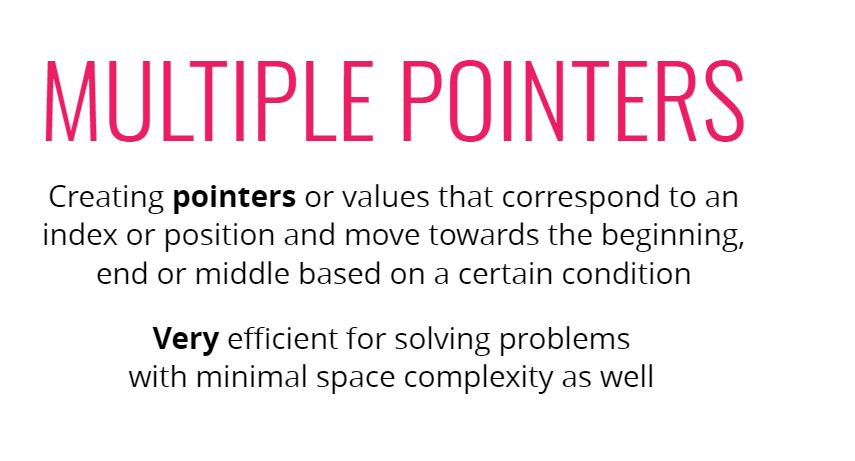 MULTIPLE POINTERS
Creating pointers or values that correspond to an
index or position and move towards the beginning,
end or middle based on a certain condition
Very efficient for solving problems
with minimal space complexity as well